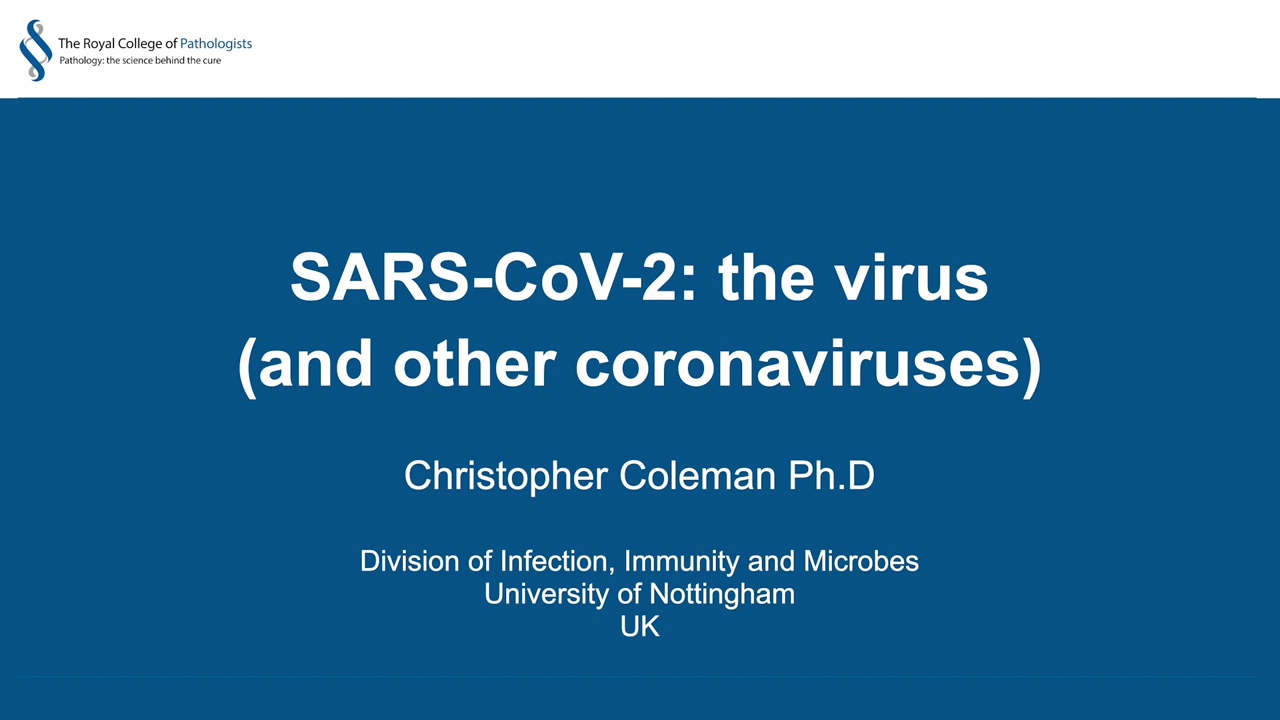 The Royal College of Pathologists
Pathology: the science behind the cure
SARS-CoV-2: the virus
(and other coronaviruses)
Christopher Coleman Ph.D
Division of Infection, Immunity and Microbes
University of Nottingham
UK